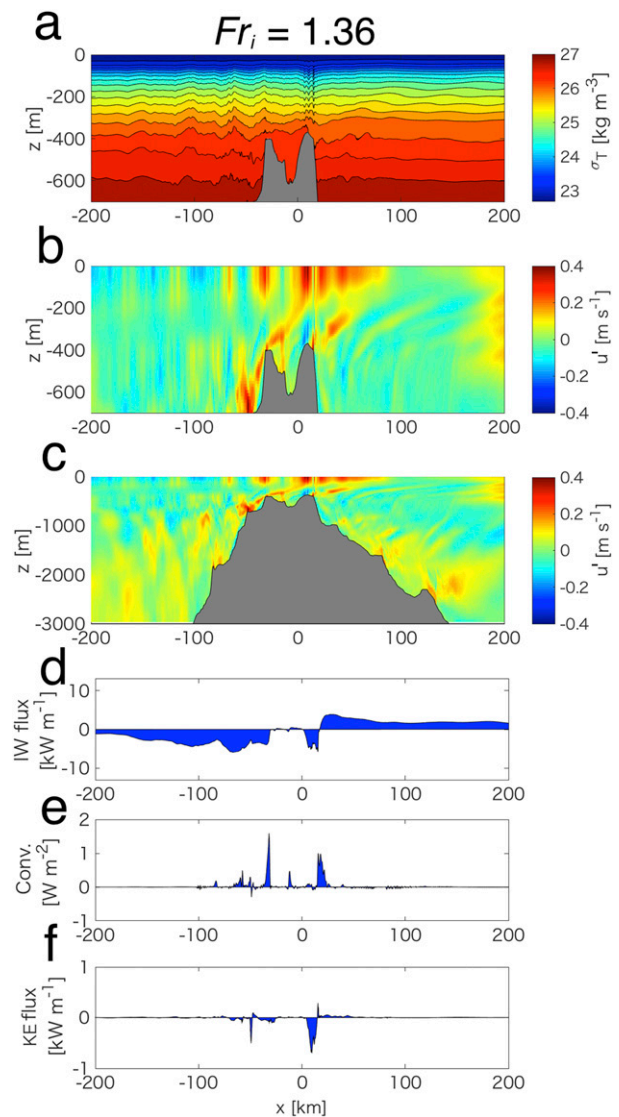 a
Fr_i = 1.36
0
-200
-400
-600
z [m]
-200 -100 0 100 200
27
26
25
24
23
σ_T [kg m⁻³]
b
0
-200
-400
-600
z [m]
-200 -100 0 100 200
0.4
0.2
0
-0.2
-0.4
u' [m s⁻¹]
c
0
-1000
-2000
-3000
z [m]
-200 -100 0 100 200
0.4
0.2
0
-0.2
-0.4
u' [m s⁻¹]
d
10
0
-10
IW flux
[kW m⁻¹]
-200 -100 0 100 200
e
2
1
0
-1
Conv.
[W m⁻²]
-200 -100 0 100 200
f
1
0
-1
KE flux
[kW m⁻¹]
-200 -100 0 100 200
x [km]